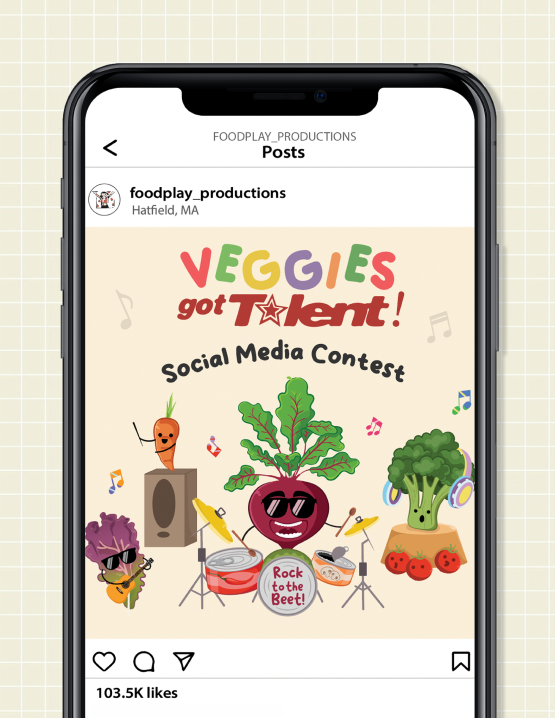 FOODPLAY_PRODUCTIONS
Posts
foodplay_productions
Hatfield, MA
VEGGIES
got Talent!
Social Media Contest
Rock
to the
Beet!
103.5K likes